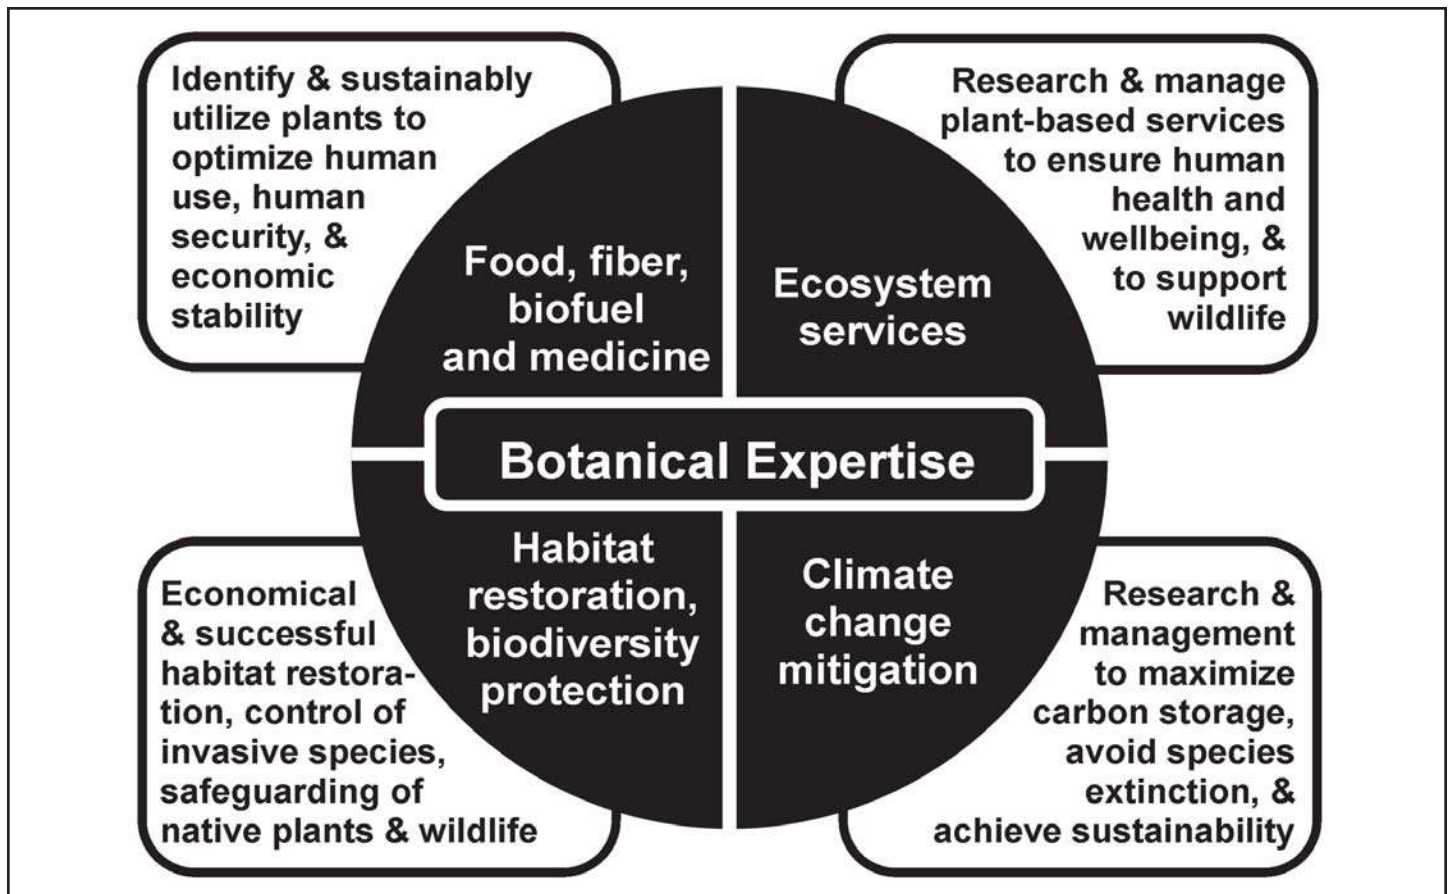 Identify & sustainably
utilize plants to
optimize human
use, human
security, &
economic
stability
Food, fiber,
biofuel
and medicine
Ecosystem
services
Research & manage
plant-based services
to ensure human
health and
wellbeing, &
to support
wildlife
Botanical Expertise
Economical
& successful
habitat restora-
tion, control of
invasive species,
safeguarding of
native plants & wildlife
Habitat
restoration,
biodiversity
protection
Climate
change
mitigation
Research &
management
to maximize
carbon storage,
avoid species
extinction, &
achieve sustainability